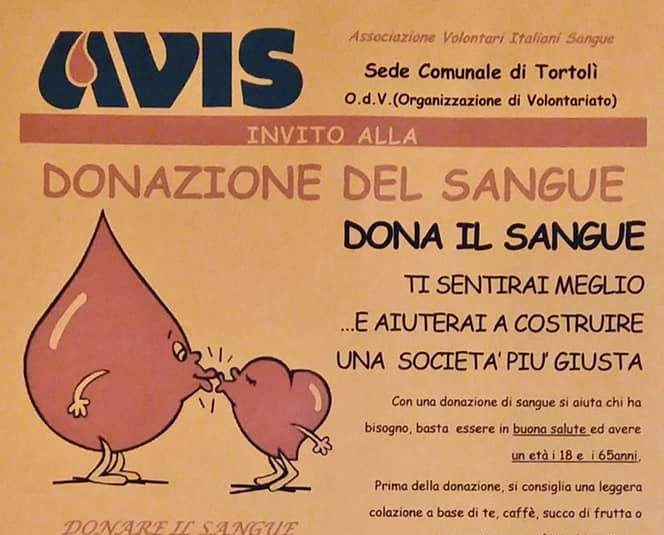 AVIS
Associazione Volontari Italiani Sangue
Sede Comunale di Tortolì
O.d.V.(Organizzazione di Volontariato)
INVITO ALLA
DONAZIONE DEL SANGUE
DONA IL SANGUE
TI SENTIRAI MEGLIO
...E AIUTERAI A COSTRUIRE
UNA SOCIETA' PIU' GIUSTA
Con una donazione di sangue si aiuta chi ha
bisogno, basta essere in buona salute ed avere
un età i 18 e i 65anni,
Prima della donazione, si consiglia una leggera
colazione a base di te, caffè, succo di frutta o
DONARE IL SANGUE